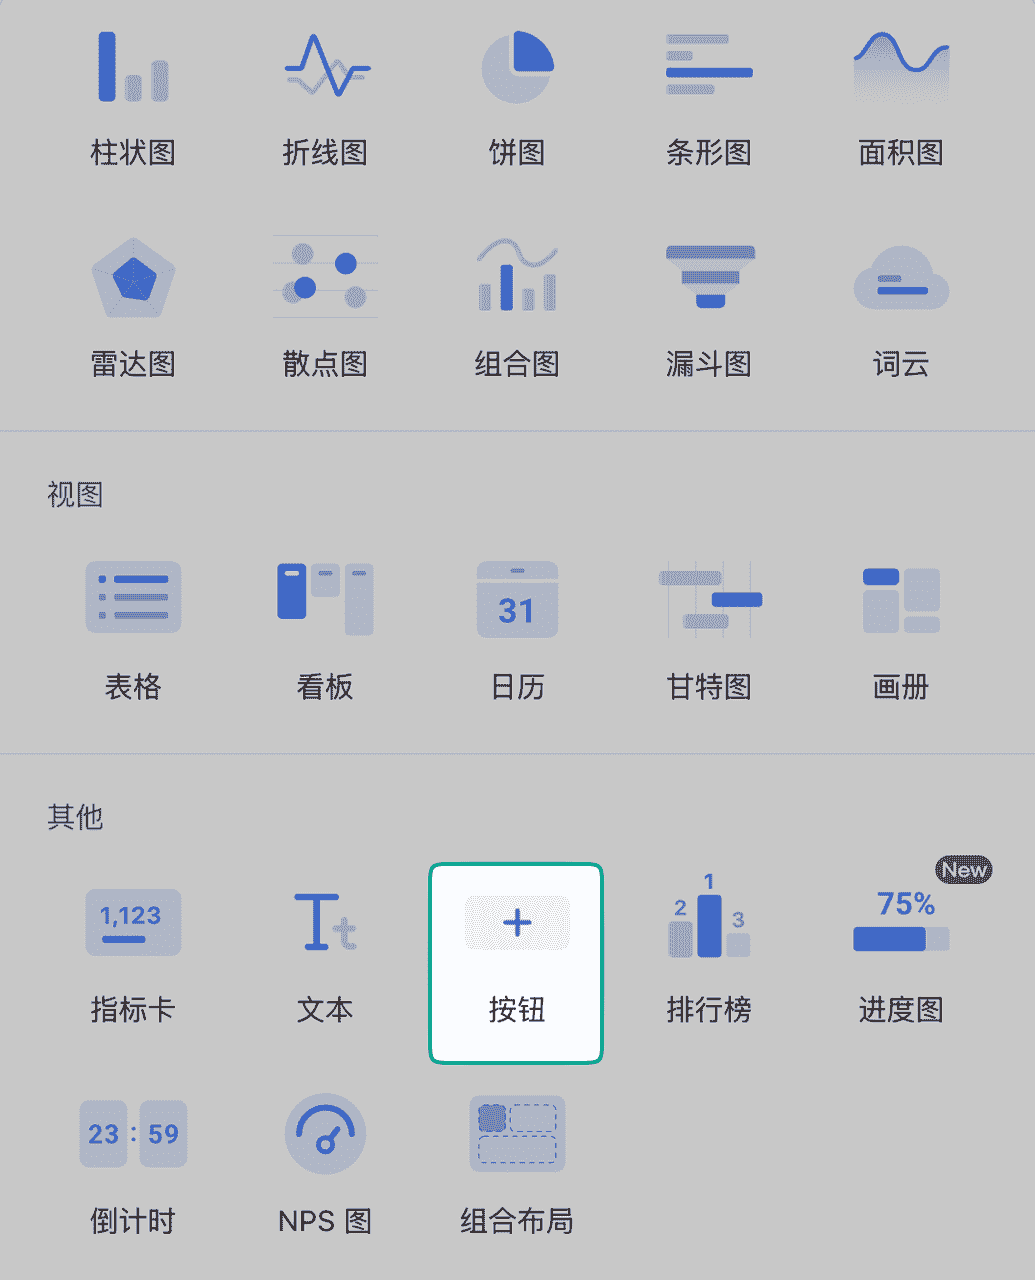 柱状图 折线图 饼图 条形图 面积图
雷达图 散点图 组合图 漏斗图 词云
视图
31
表格 看板 日历 甘特图 画册
其他
New
1,123 Tt + 2 1 3 75%
指标卡 文本 按钮 排行榜 进度图
23 : 59
倒计时 NPS 图 组合布局